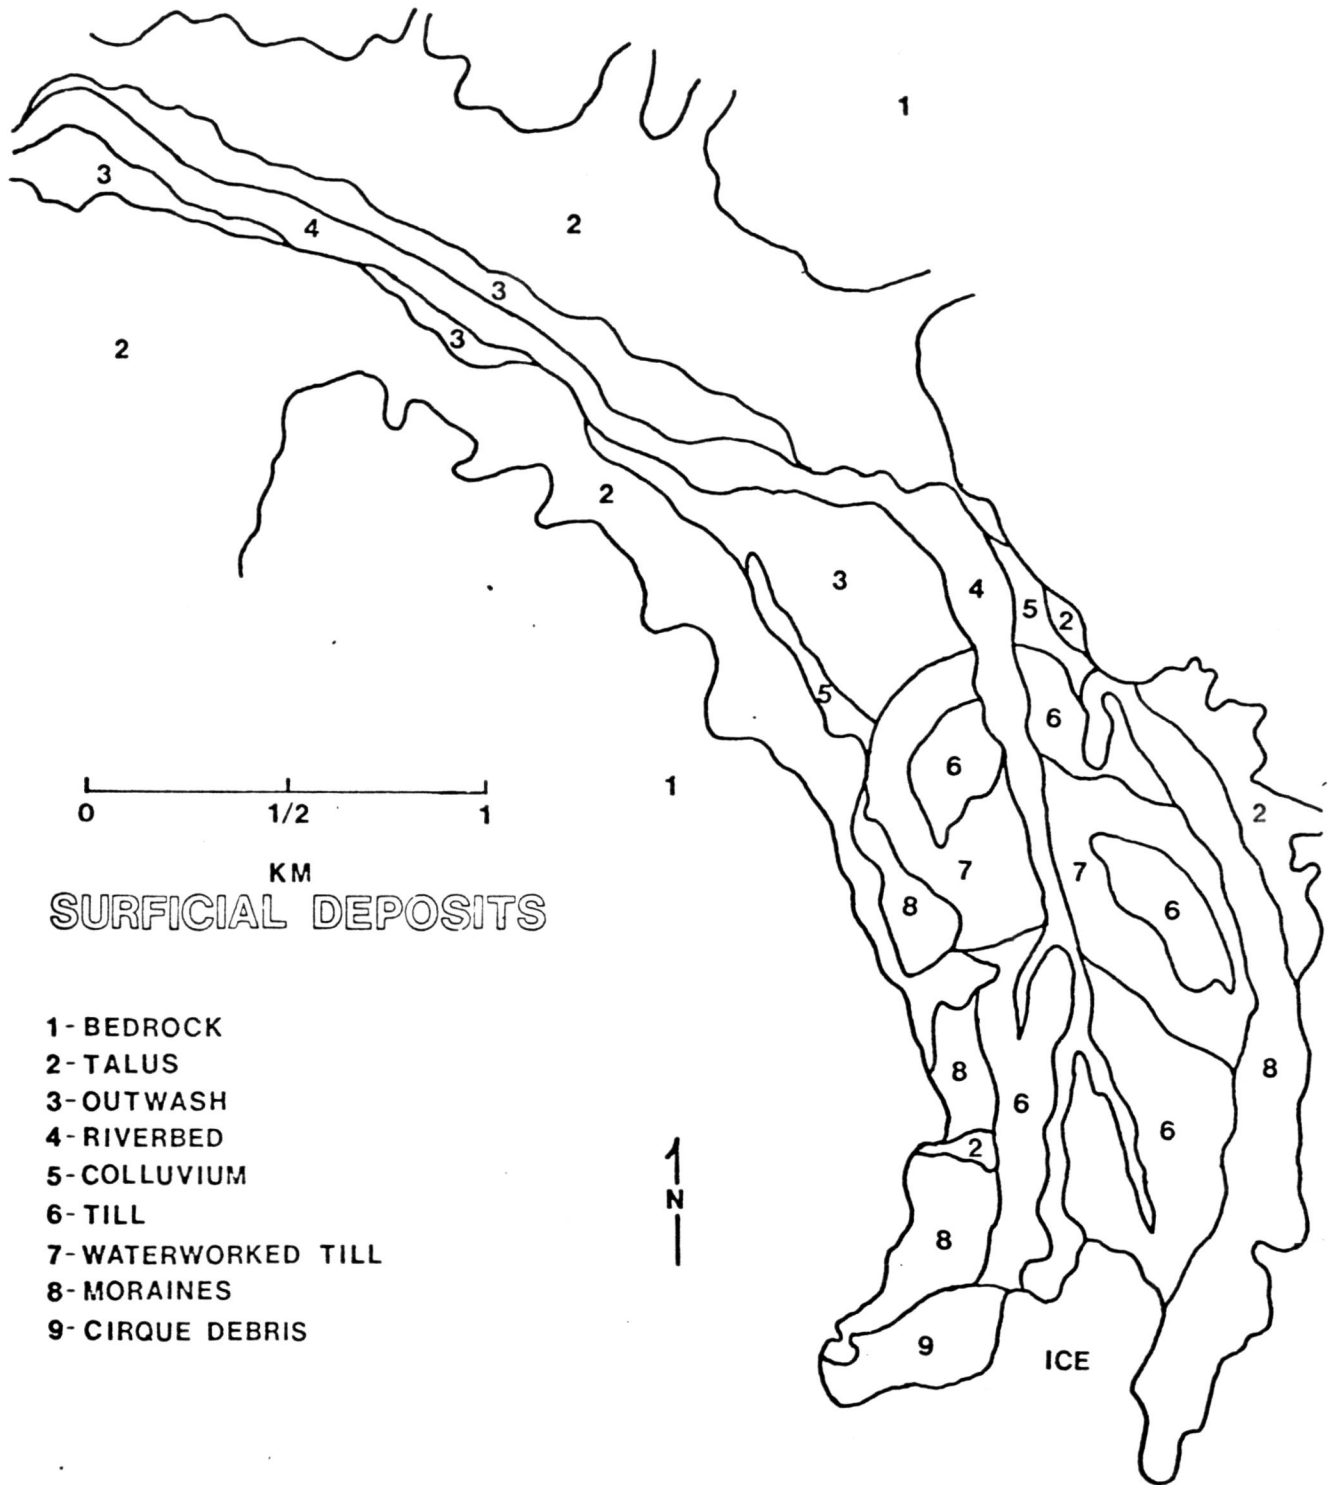 1
3
4
2
3
2
3
2
3
4
5
2
5
6
6
1
2
0 1/2 1
KM
7
7
8
6
SURFICIAL DEPOSITS
1- BEDROCK
2- TALUS
3- OUTWASH
4- RIVERBED
5- COLLUVIUM
6- TILL
7- WATERWORKED TILL
8- MORAINES
9- CIRQUE DEBRIS
N
8
8
6
6
2
8
9
ICE